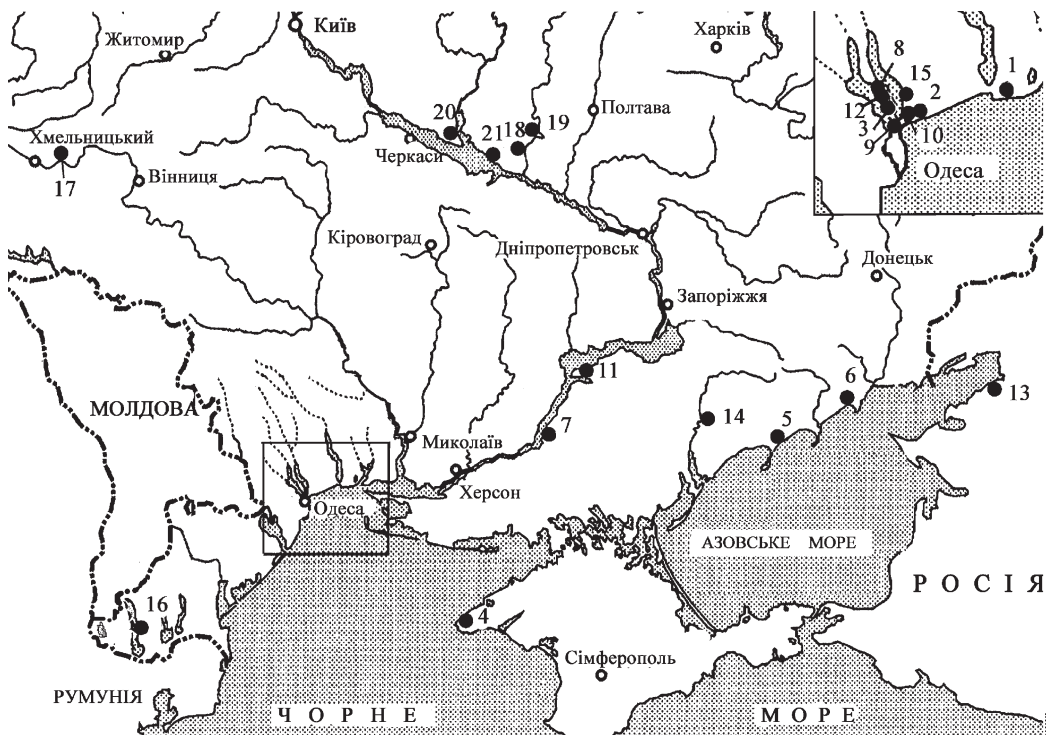 Київ
Житомир
Харків
8
15
1
2
12
3
9
10
Одеса
20
21
18
19
Полтава
Черкаси
Хмельницький
17
Вінниця
Кіровоград
Дніпропетровськ
Донецьк
Запоріжжя
11
6
13
МОЛДОВА
14
5
7
Миколаїв
Херсон
Одеса
АЗОВСЬКЕ МОРЕ
РОСІЯ
16
4
Сімферополь
РУМУНІЯ
ЧОРНЕ МОРЕ